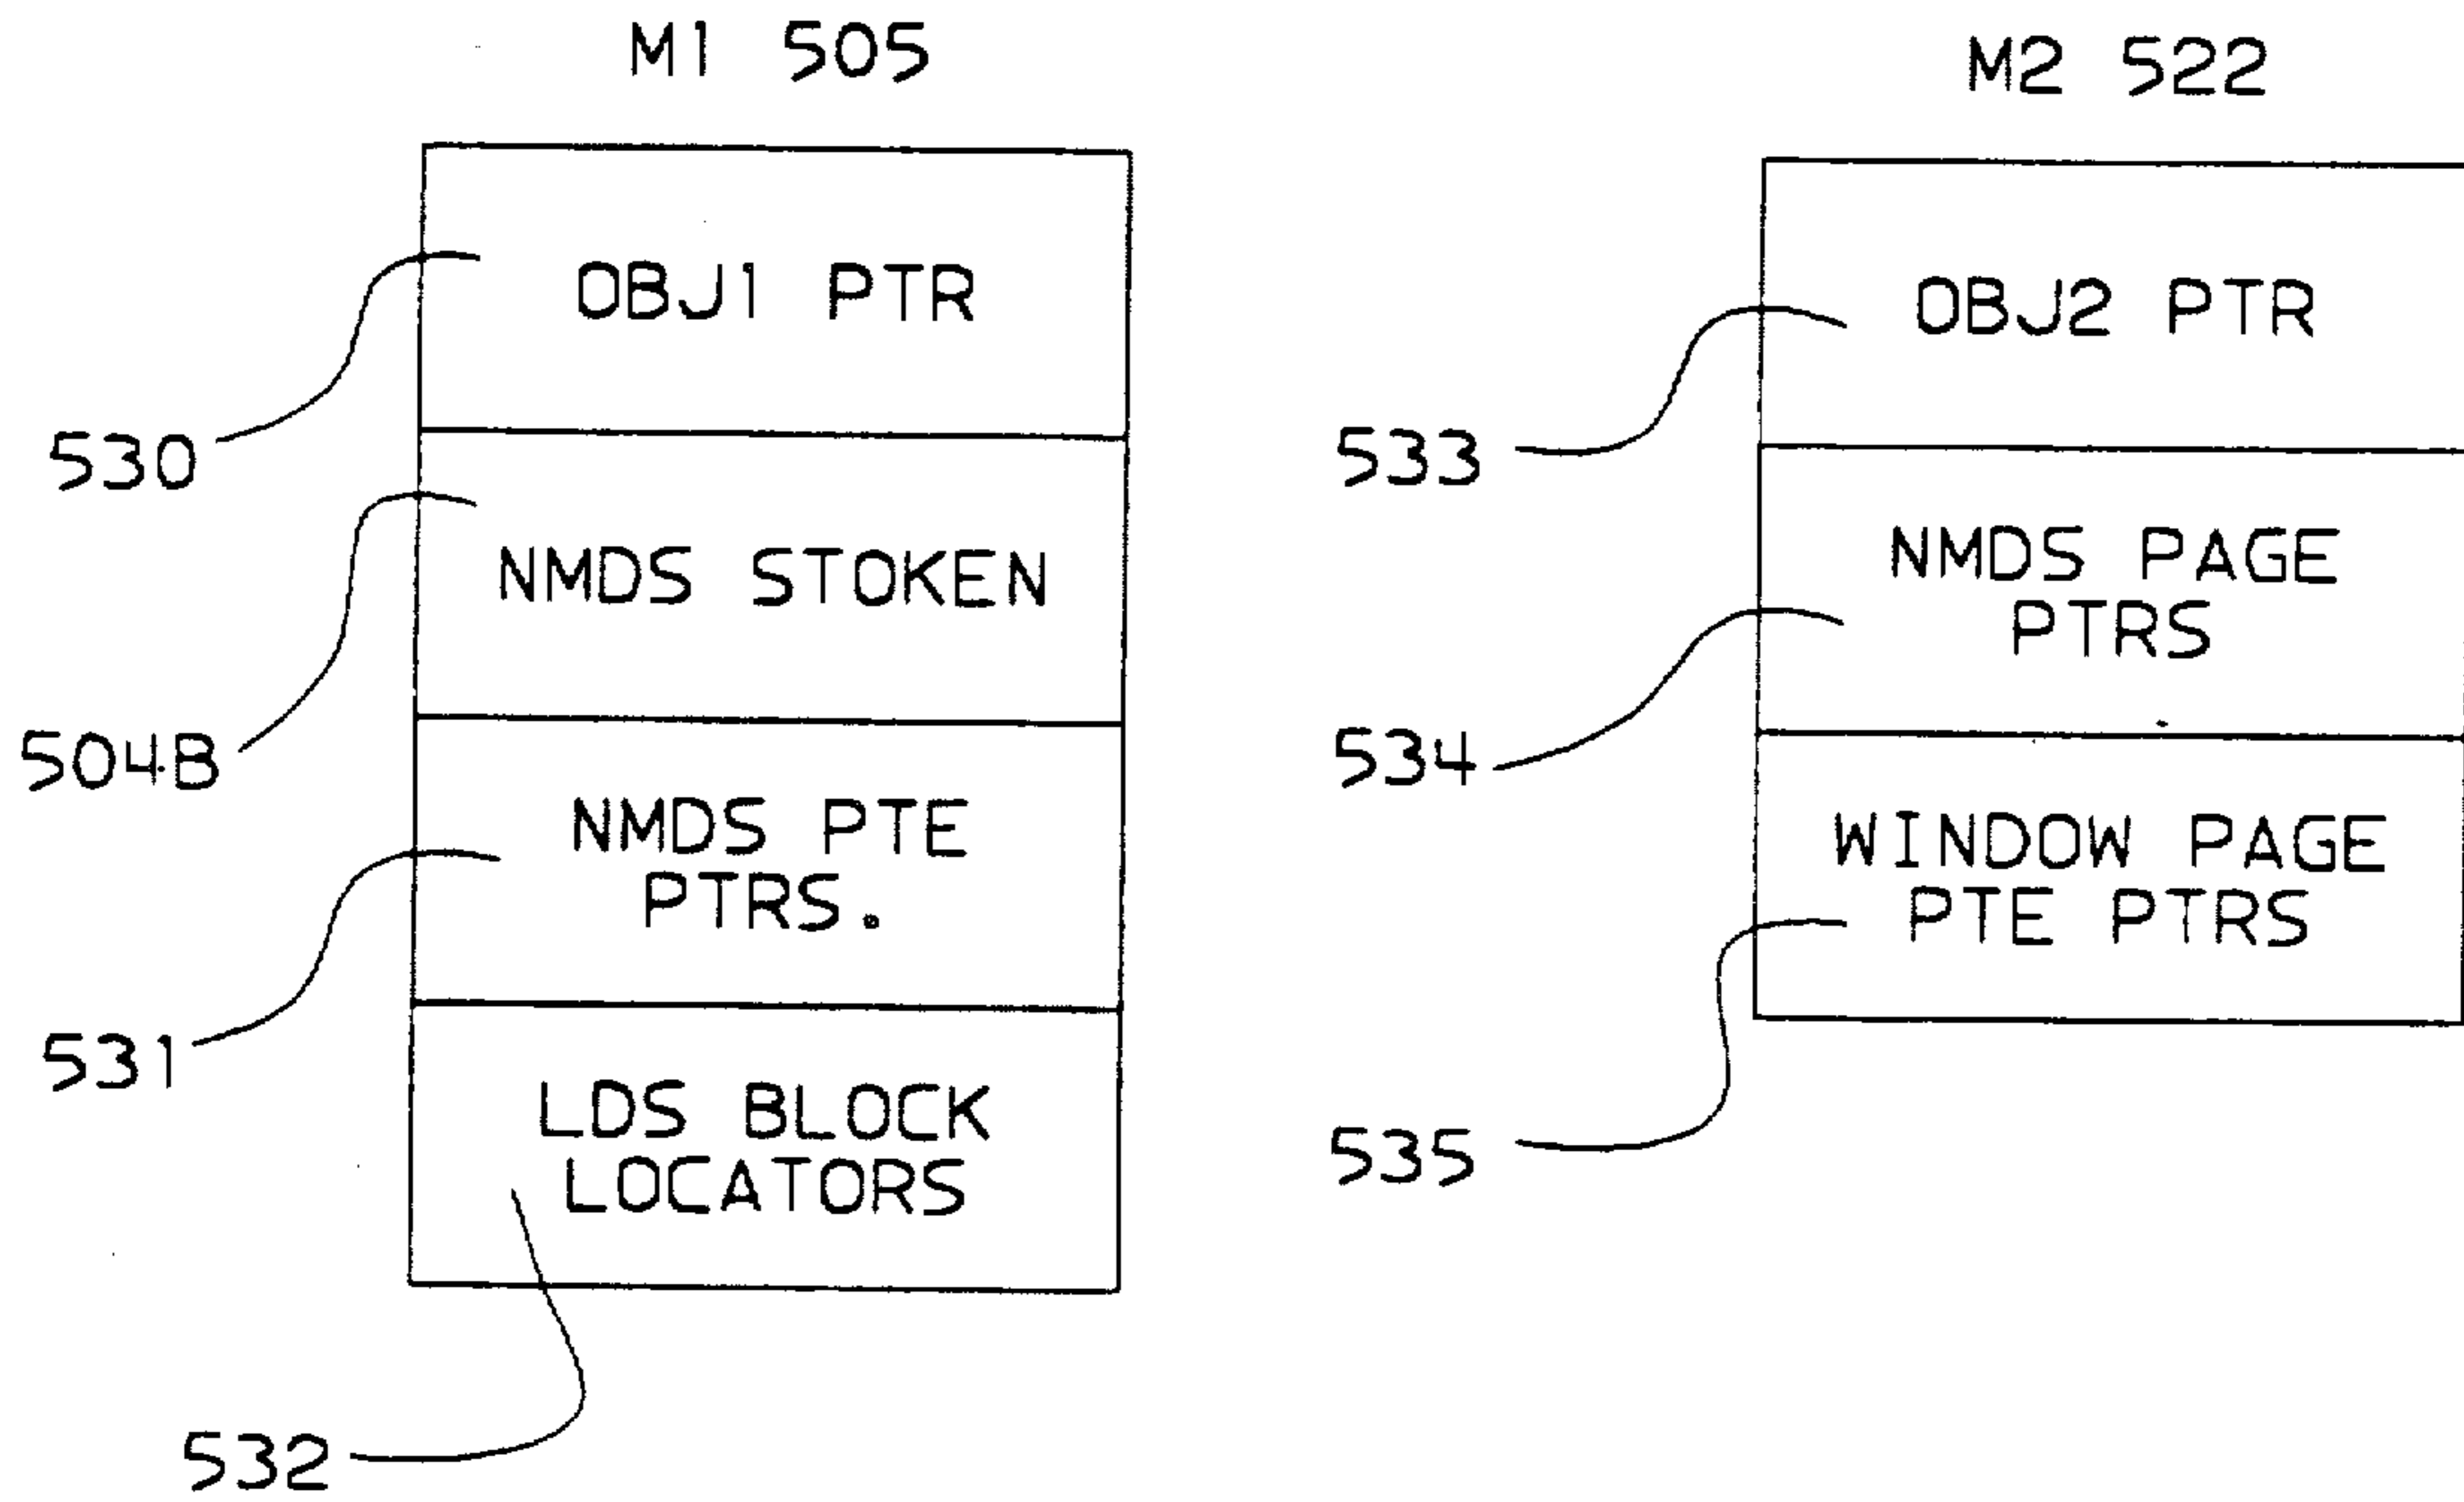 M1 505
OBJ1 PTR
530
NMDS STOKEN
504B
NMDS PTE
PTRS.
531
LDS BLOCK
LOCATORS
532
M2 522
OBJ2 PTR
533
NMDS PAGE
PTRS
534
WINDOW PAGE
PTE PTRS
535